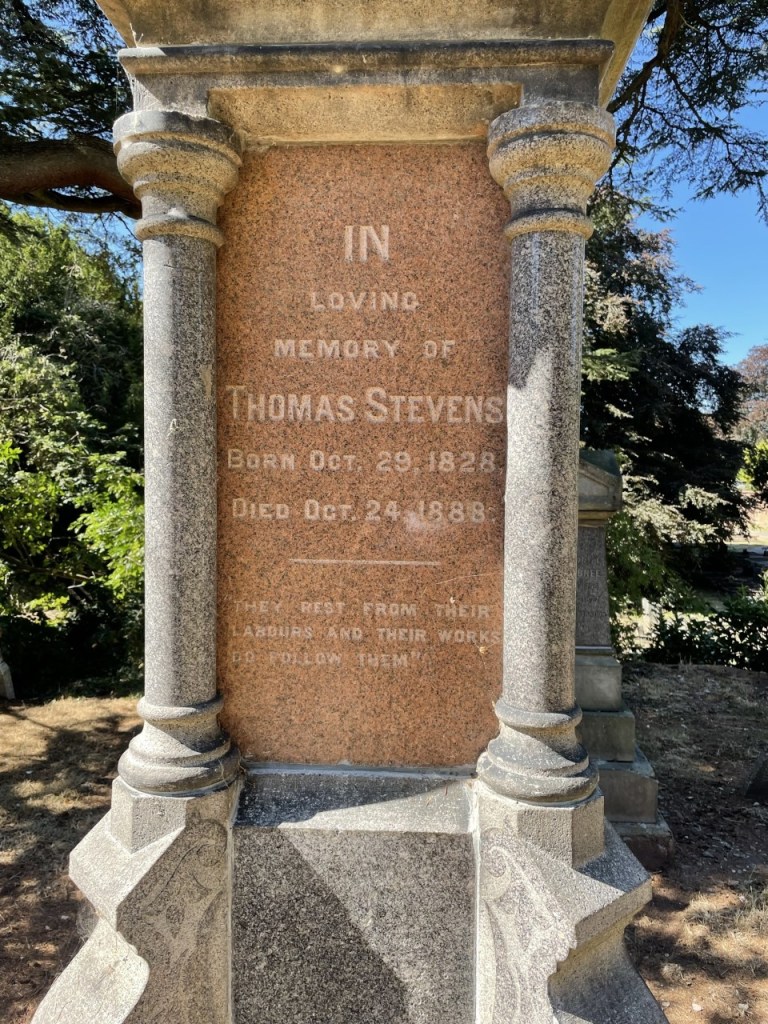 IN
LOVING
MEMORY OF
THOMAS STEVENS
BORN OCT. 29, 1828
DIED OCT. 24, 1888.
THEY REST FROM THEIR
LABOURS AND THEIR WORKS
DO FOLLOW THEM"